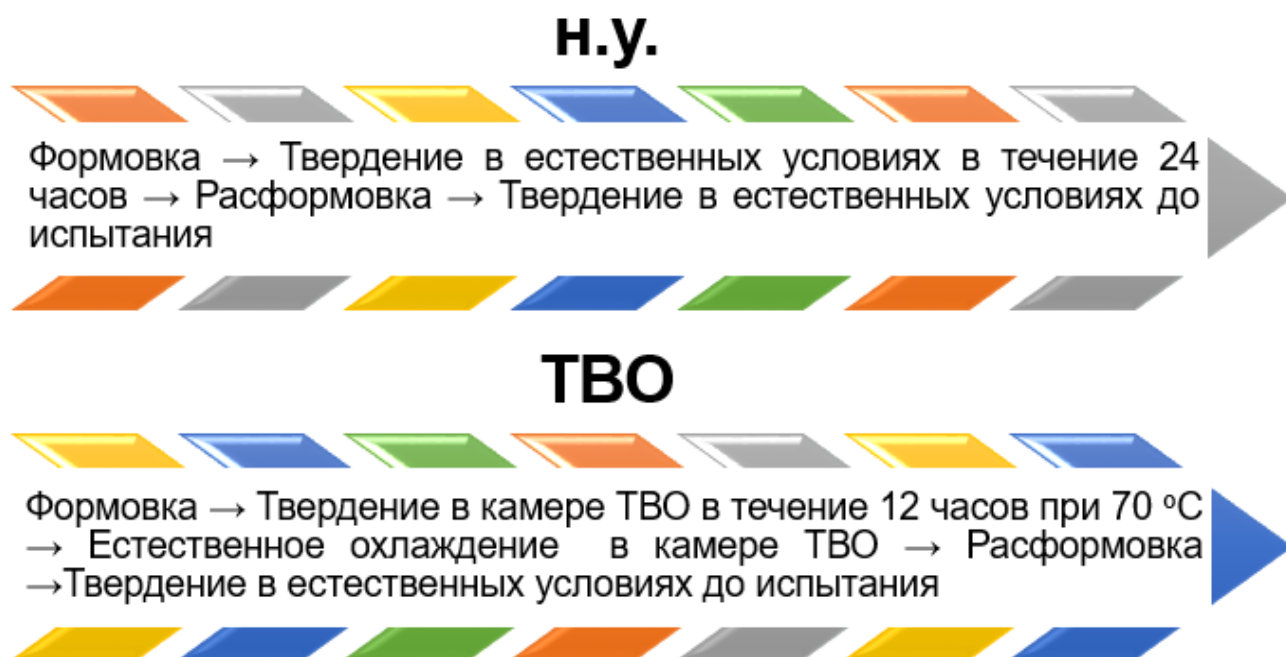 н.у.
Формовка → Твердение в естественных условиях в течение 24
часов → Расформовка → Твердение в естественных условиях до
испытания
ТВО
Формовка → Твердение в камере ТВО в течение 12 часов при 70 ºС
→ Естественное охлаждение в камере ТВО → Расформовка
→Твердение в естественных условиях до испытания